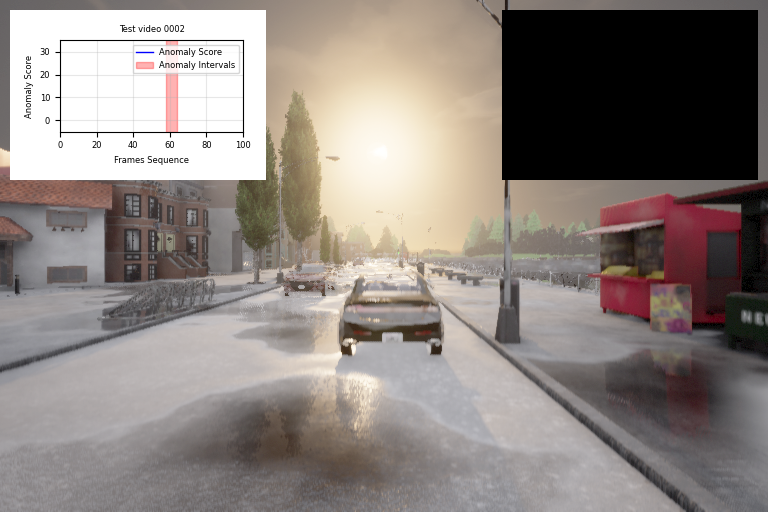 Test video 0002
Anomaly Score
30
20
10
0
Anomaly Score
Anomaly Intervals
0 20 40 60 80 100
Frames Sequence
NE